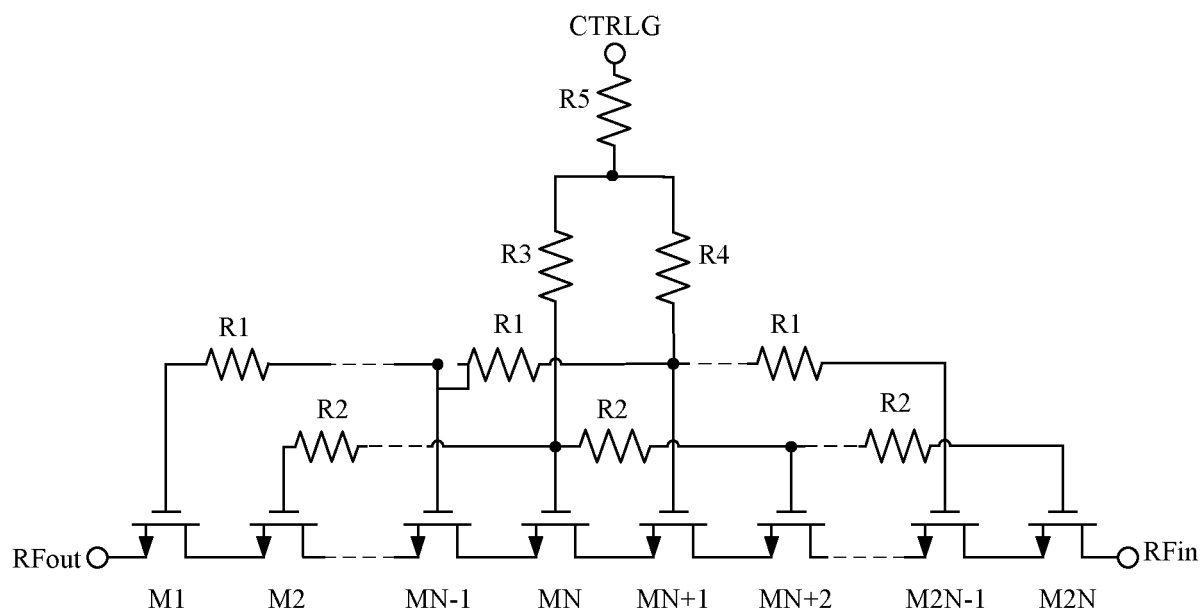 CTRLG
R5
R3
R4
R1
R1
R1
R2
R2
R2
RFout
RFin
M1
M2
MN-1
MN
MN+1
MN+2
M2N-1
M2N